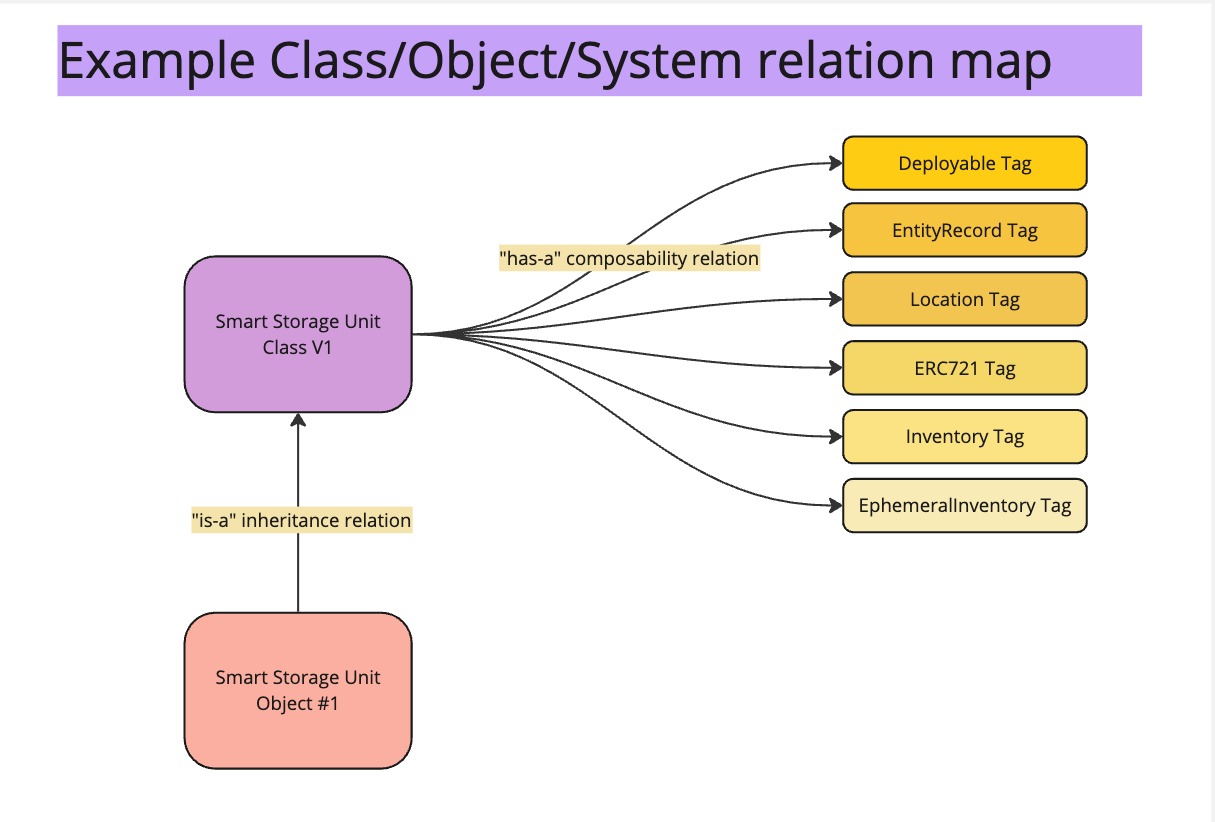 Example Class/Object/System relation map
Deployable Tag
EntityRecord Tag
"has-a" composability relation
Location Tag
Smart Storage Unit
Class V1
ERC721 Tag
Inventory Tag
EphemeralInventory Tag
"is-a" inheritance relation
Smart Storage Unit
Object #1